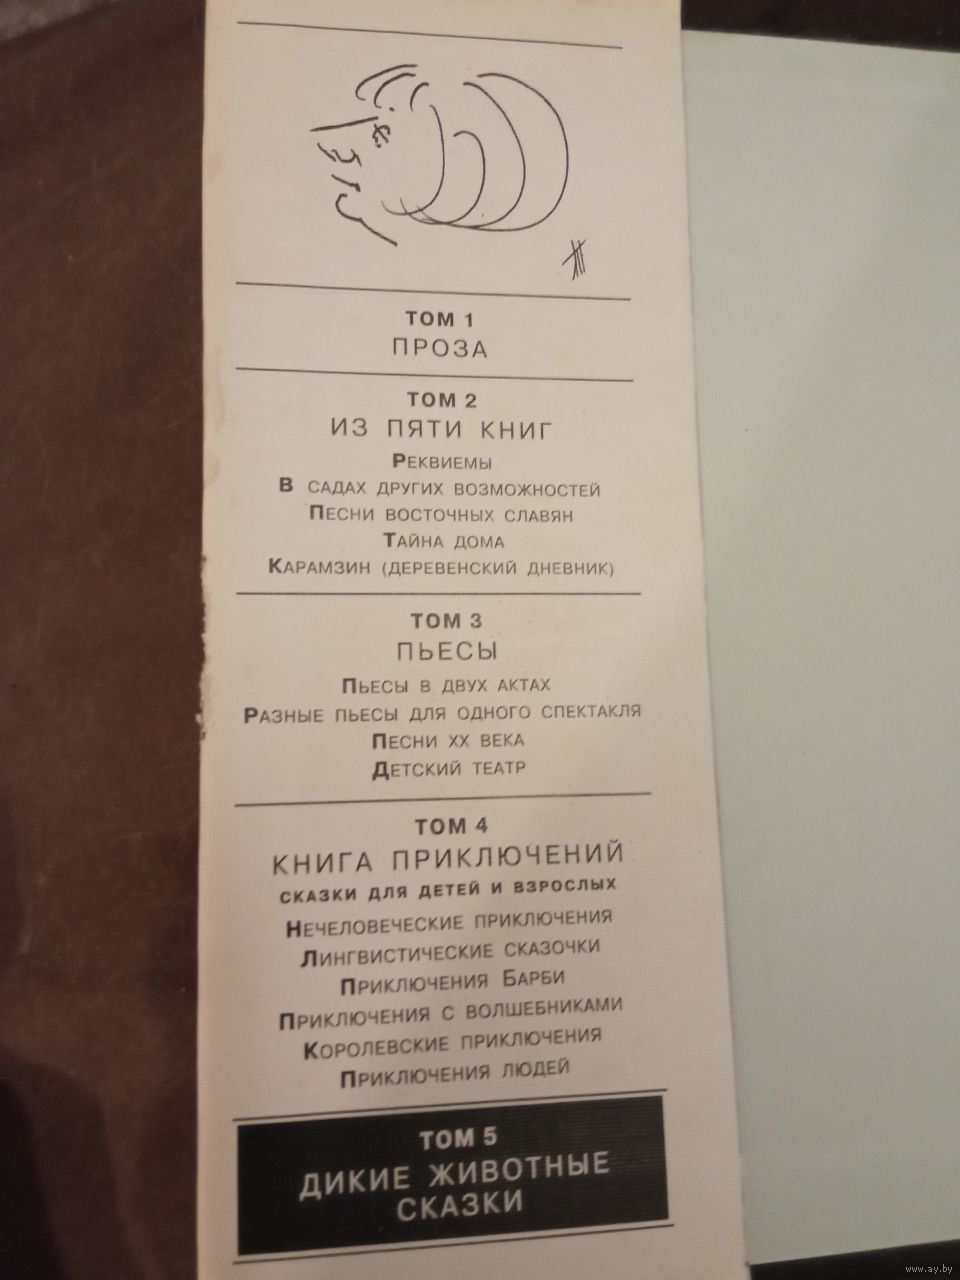 ТОМ 1
ПРОЗА
ТОМ 2
ИЗ ПЯТИ КНИГ
РЕКВИЕМЫ
В САДАХ ДРУГИХ ВОЗМОЖНОСТЕЙ
ПЕСНИ ВОСТОЧНЫХ СЛАВЯН
ТАЙНА ДОМА
КАРАМЗИН (ДЕРЕВЕНСКИЙ ДНЕВНИК)
ТОМ 3
ПЬЕСЫ
ПЬЕСЫ В ДВУХ АКТАХ
РАЗНЫЕ ПЬЕСЫ ДЛЯ ОДНОГО СПЕКТАКЛЯ
ПЕСНИ XX ВЕКА
ДЕТСКИЙ ТЕАТР
ТОМ 4
КНИГА ПРИКЛЮЧЕНИЙ
СКАЗКИ ДЛЯ ДЕТЕЙ И ВЗРОСЛЫХ
НЕЧЕЛОВЕЧЕСКИЕ ПРИКЛЮЧЕНИЯ
ЛИНГВИСТИЧЕСКИЕ СКАЗОЧКИ
ПРИКЛЮЧЕНИЯ БАРБИ
ПРИКЛЮЧЕНИЯ С ВОЛШЕБНИКАМИ
КОРОЛЕВСКИЕ ПРИКЛЮЧЕНИЯ
ПРИКЛЮЧЕНИЯ ЛЮДЕЙ
ТОМ 5
ДИКИЕ ЖИВОТНЫЕ
СКАЗКИ
www.ay.by